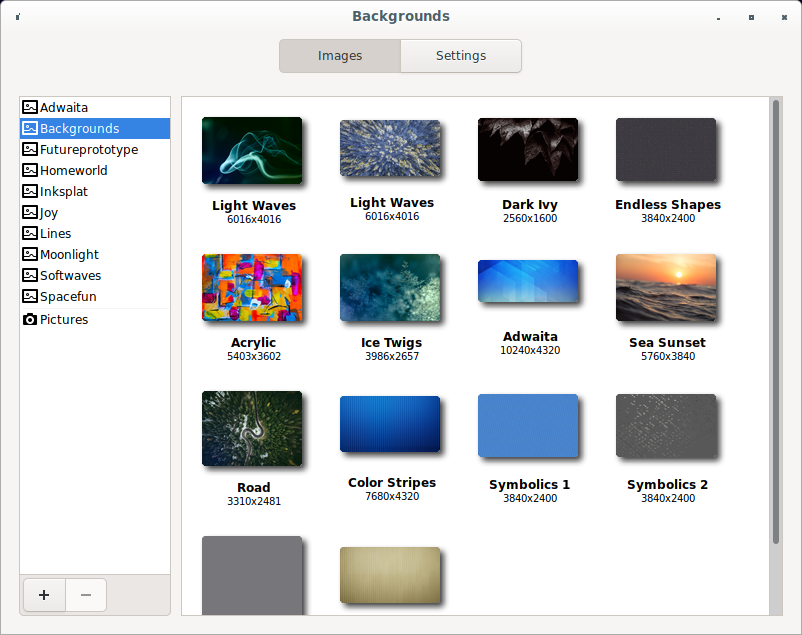 Backgrounds
Images
Settings
Adwaita
Backgrounds
Futureprototype
Homeworld
Inksplat
Joy
Lines
Moonlight
Softwaves
Spacefun
Pictures
Light Waves
6016x4016
Light Waves
6016x4016
Dark Ivy
2560x1600
Endless Shapes
3840x2400
Acrylic
5403x3602
Ice Twigs
3986x2657
Adwaita
10240x4320
Sea Sunset
5760x3840
Road
3310x2481
Color Stripes
7680x4320
Symbolics 1
3840x2400
Symbolics 2
3840x2400